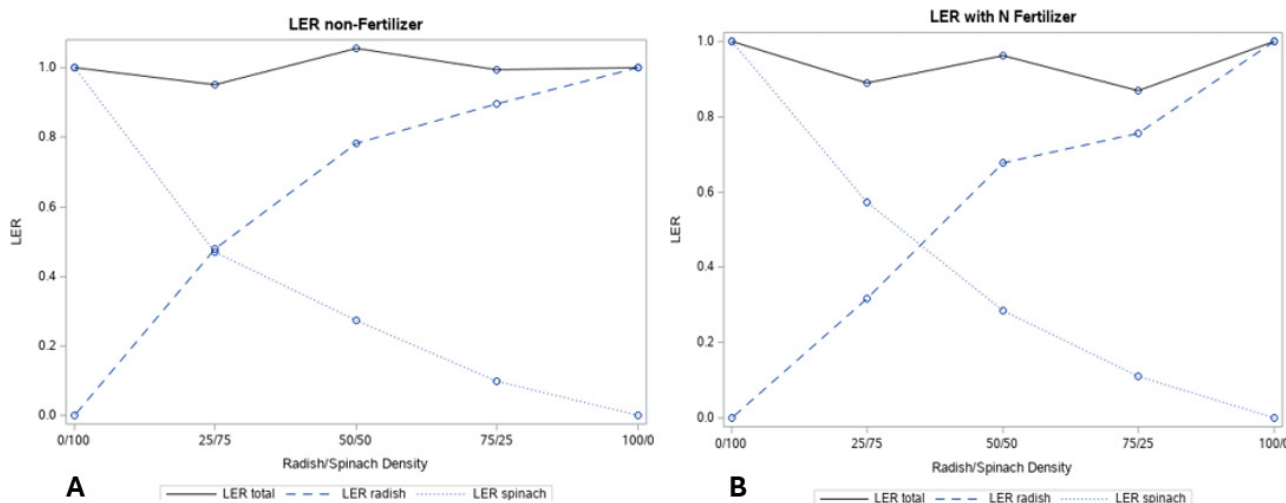 LER non-Fertilizer
1.0
0.8
0.6
0.4
0.2
0.0
LER
0/100
25/75
50/50
75/25
100/0
Radish/Spinach Density
A
LER total
LER radish
LER spinach
LER with N Fertilizer
1.0
0.8
0.6
0.4
0.2
0.0
LER
0/100
25/75
50/50
75/25
100/0
Radish/Spinach Density
B
LER total
LER radish
LER spinach